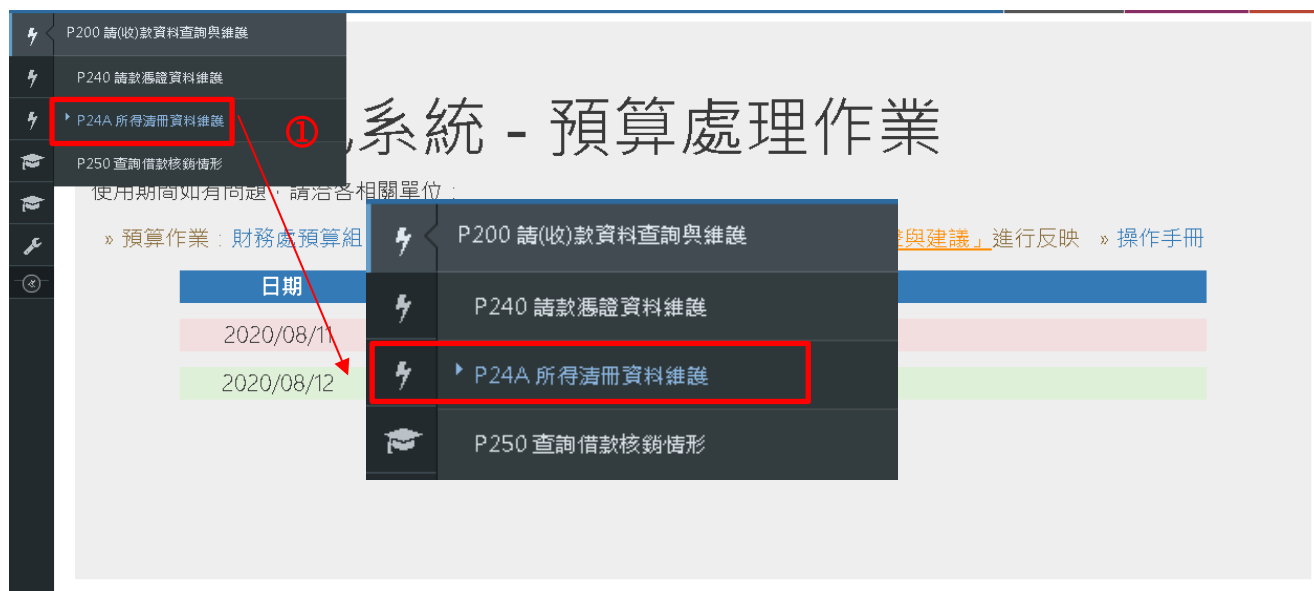 P200 請(收)款資料查詢與維護
P240 請款憑證資料維護
P24A 所得清冊資料維護
P250 查詢借款核銷情形
①
系統 - 預算處理作業
使用期間如有問題，請洽各相關單位：
» 預算作業：財務處預算組
與建議」進行反映 » 操作手冊
日期
2020/08/11
2020/08/12
P200 請(收)款資料查詢與維護
P240 請款憑證資料維護
P24A 所得清冊資料維護
P250 查詢借款核銷情形